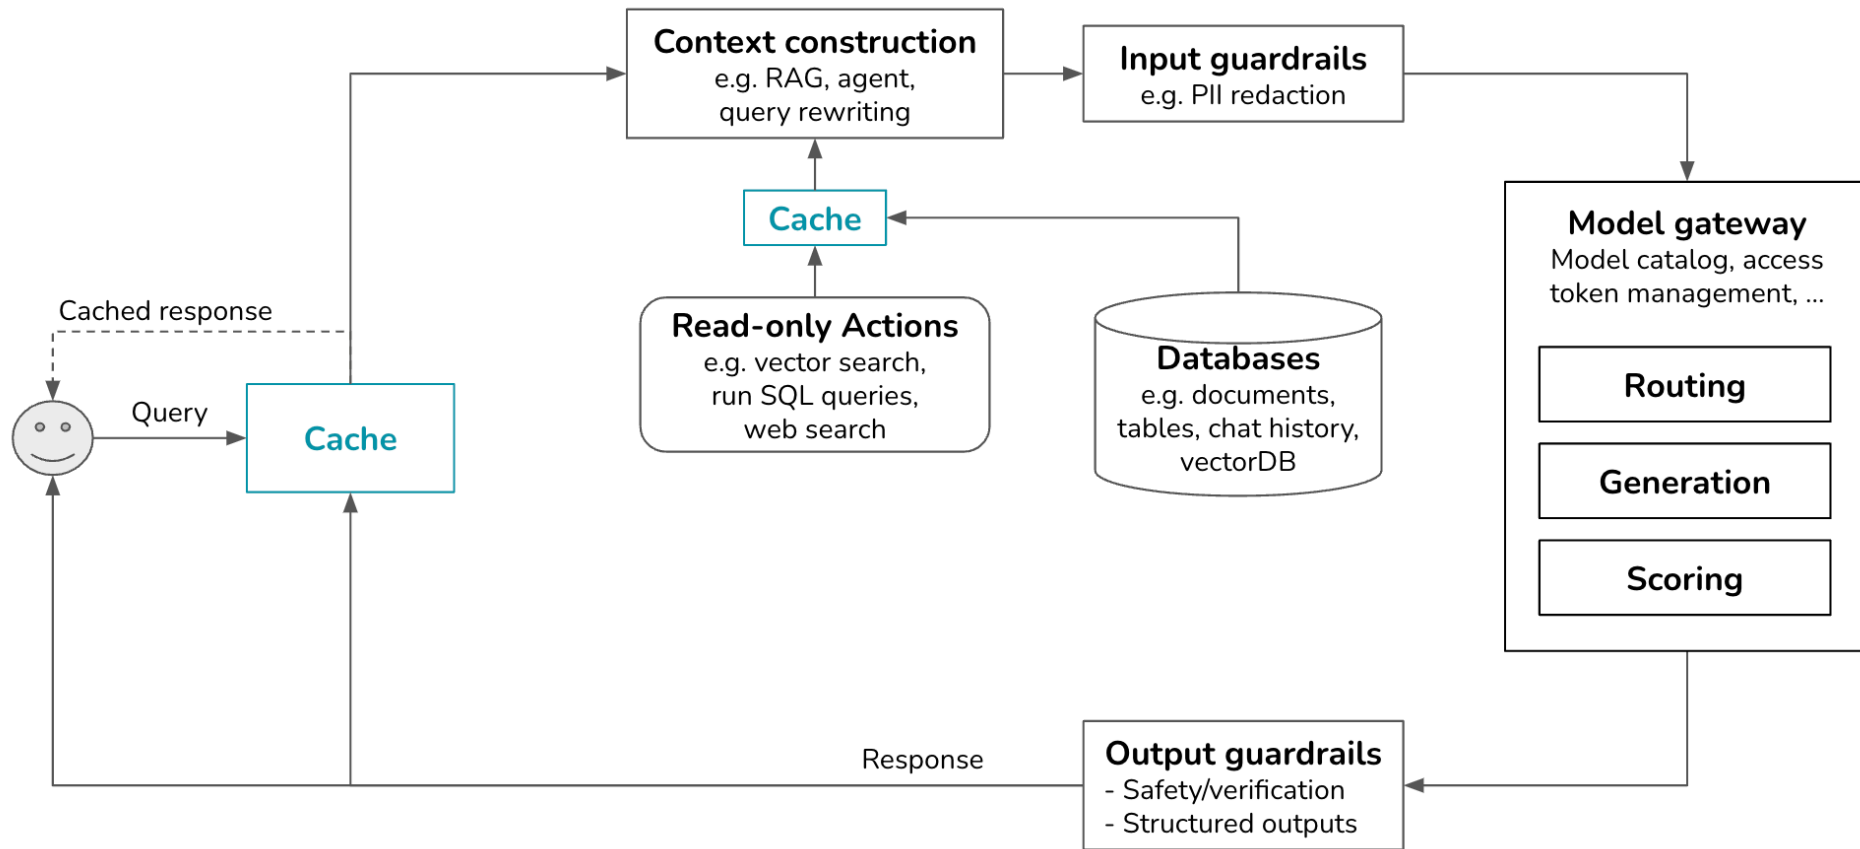 Context construction
e.g. RAG, agent,
query rewriting
Input guardrails
e.g. PII redaction
Cache
Model gateway
Model catalog, access
token management, ...
Routing
Generation
Scoring
Cached response
Query
Cache
Read-only Actions
e.g. vector search,
run SQL queries,
web search
Databases
e.g. documents,
tables, chat history,
vectorDB
Response
Output guardrails
- Safety/verification
- Structured outputs